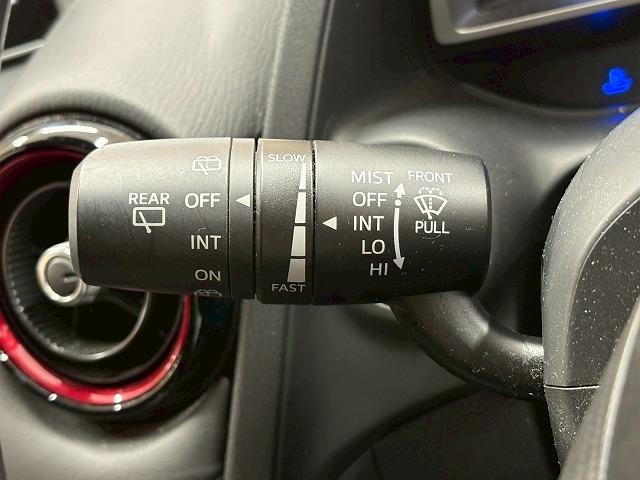 REAR
OFF
INT
ON
SLOW
FAST
MIST
OFF
INT
LO
HI
FRONT
PULL